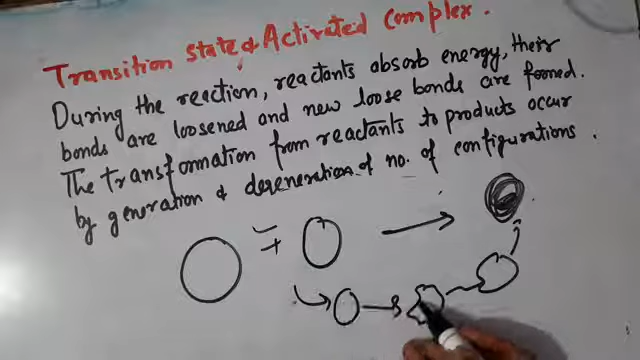 Transition state & Activated Complex.
During the reaction, reactants absorb energy, their
bonds are loosened and new loose bonds are formed.
The transformation from reactants to products occur
by generation & degeneration of no. of configurations.
+